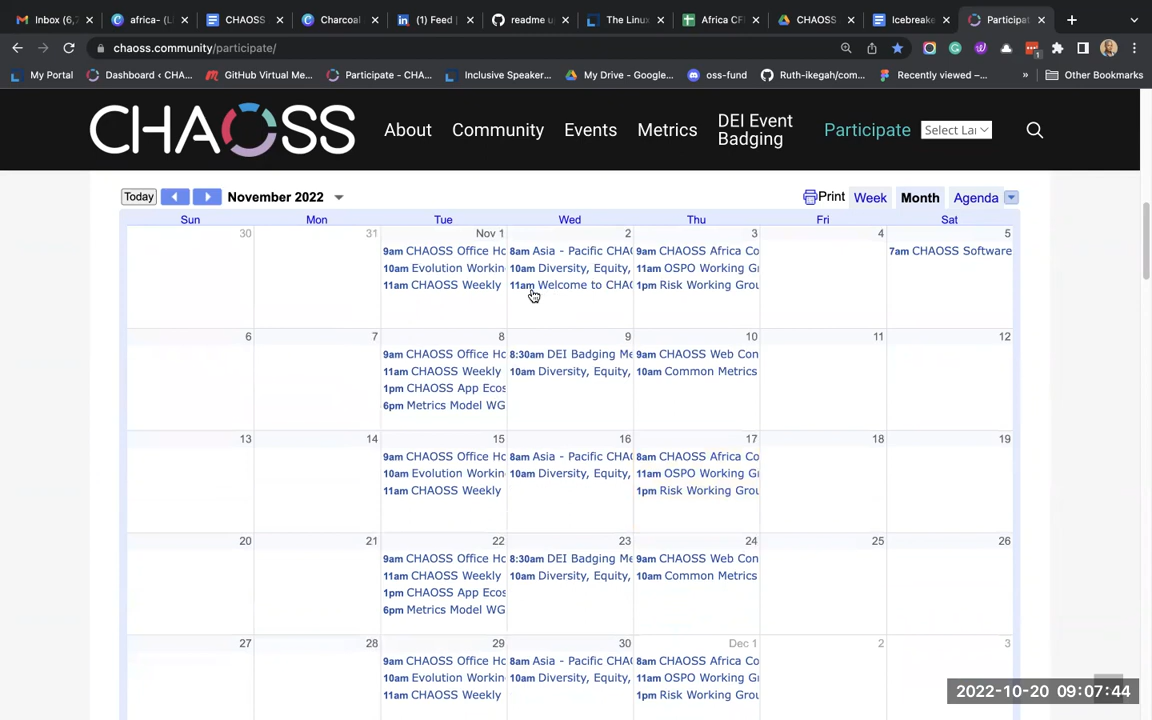 Inbox (6,7
africa- (Li
CHAOSS
Charcoal
(1) Feed |
readme u
The Linux
Africa CF
CHAOSS
Icebreake
Participat
chaoss.community/participate/
My Portal
Dashboard ‹ CHA...
GitHub Virtual Me...
Participate - CHA...
Inclusive Speaker...
My Drive - Google...
oss-fund
Ruth-ikegah/com...
Recently viewed –...
»
Other Bookmarks
CHAOSS
About
Community
Events
Metrics
DEI Event
Badging
Participate
Select La
Today
November 2022
Print
Week
Month
Agenda
Sun Mon Tue Wed Thu Fri Sat
30 31 Nov 1 2 3 4 5
9am CHAOSS Office Ho 8am Asia - Pacific CHA 9am CHAOSS Africa Co 7am CHAOSS Software
10am Evolution Workin 10am Diversity, Equity, 11am OSPO Working G
11am CHAOSS Weekly 11am Welcome to CHA 1pm Risk Working Grou
6 7 8 9 10 11 12
9am CHAOSS Office Ho 8:30am DEI Badging Me 9am CHAOSS Web Con
11am CHAOSS Weekly 10am Diversity, Equity, 10am Common Metrics
1pm CHAOSS App Ecos
6pm Metrics Model WG
13 14 15 16 17 18 19
9am CHAOSS Office Ho 8am Asia - Pacific CHA 8am CHAOSS Africa Co
10am Evolution Workin 10am Diversity, Equity, 11am OSPO Working G
11am CHAOSS Weekly 1pm Risk Working Grou
20 21 22 23 24 25 26
9am CHAOSS Office Ho 8:30am DEI Badging Me 9am CHAOSS Web Con
11am CHAOSS Weekly 10am Diversity, Equity, 10am Common Metrics
1pm CHAOSS App Ecos
6pm Metrics Model WG
27 28 29 30 Dec 1 2 3
9am CHAOSS Office Ho 8am Asia - Pacific CHA 8am CHAOSS Africa Co
10am Evolution Workin 10am Diversity, Equity, 11am OSPO Working G
11am CHAOSS Weekly 1pm Risk Working Grou
2022-10-20 09:07:44